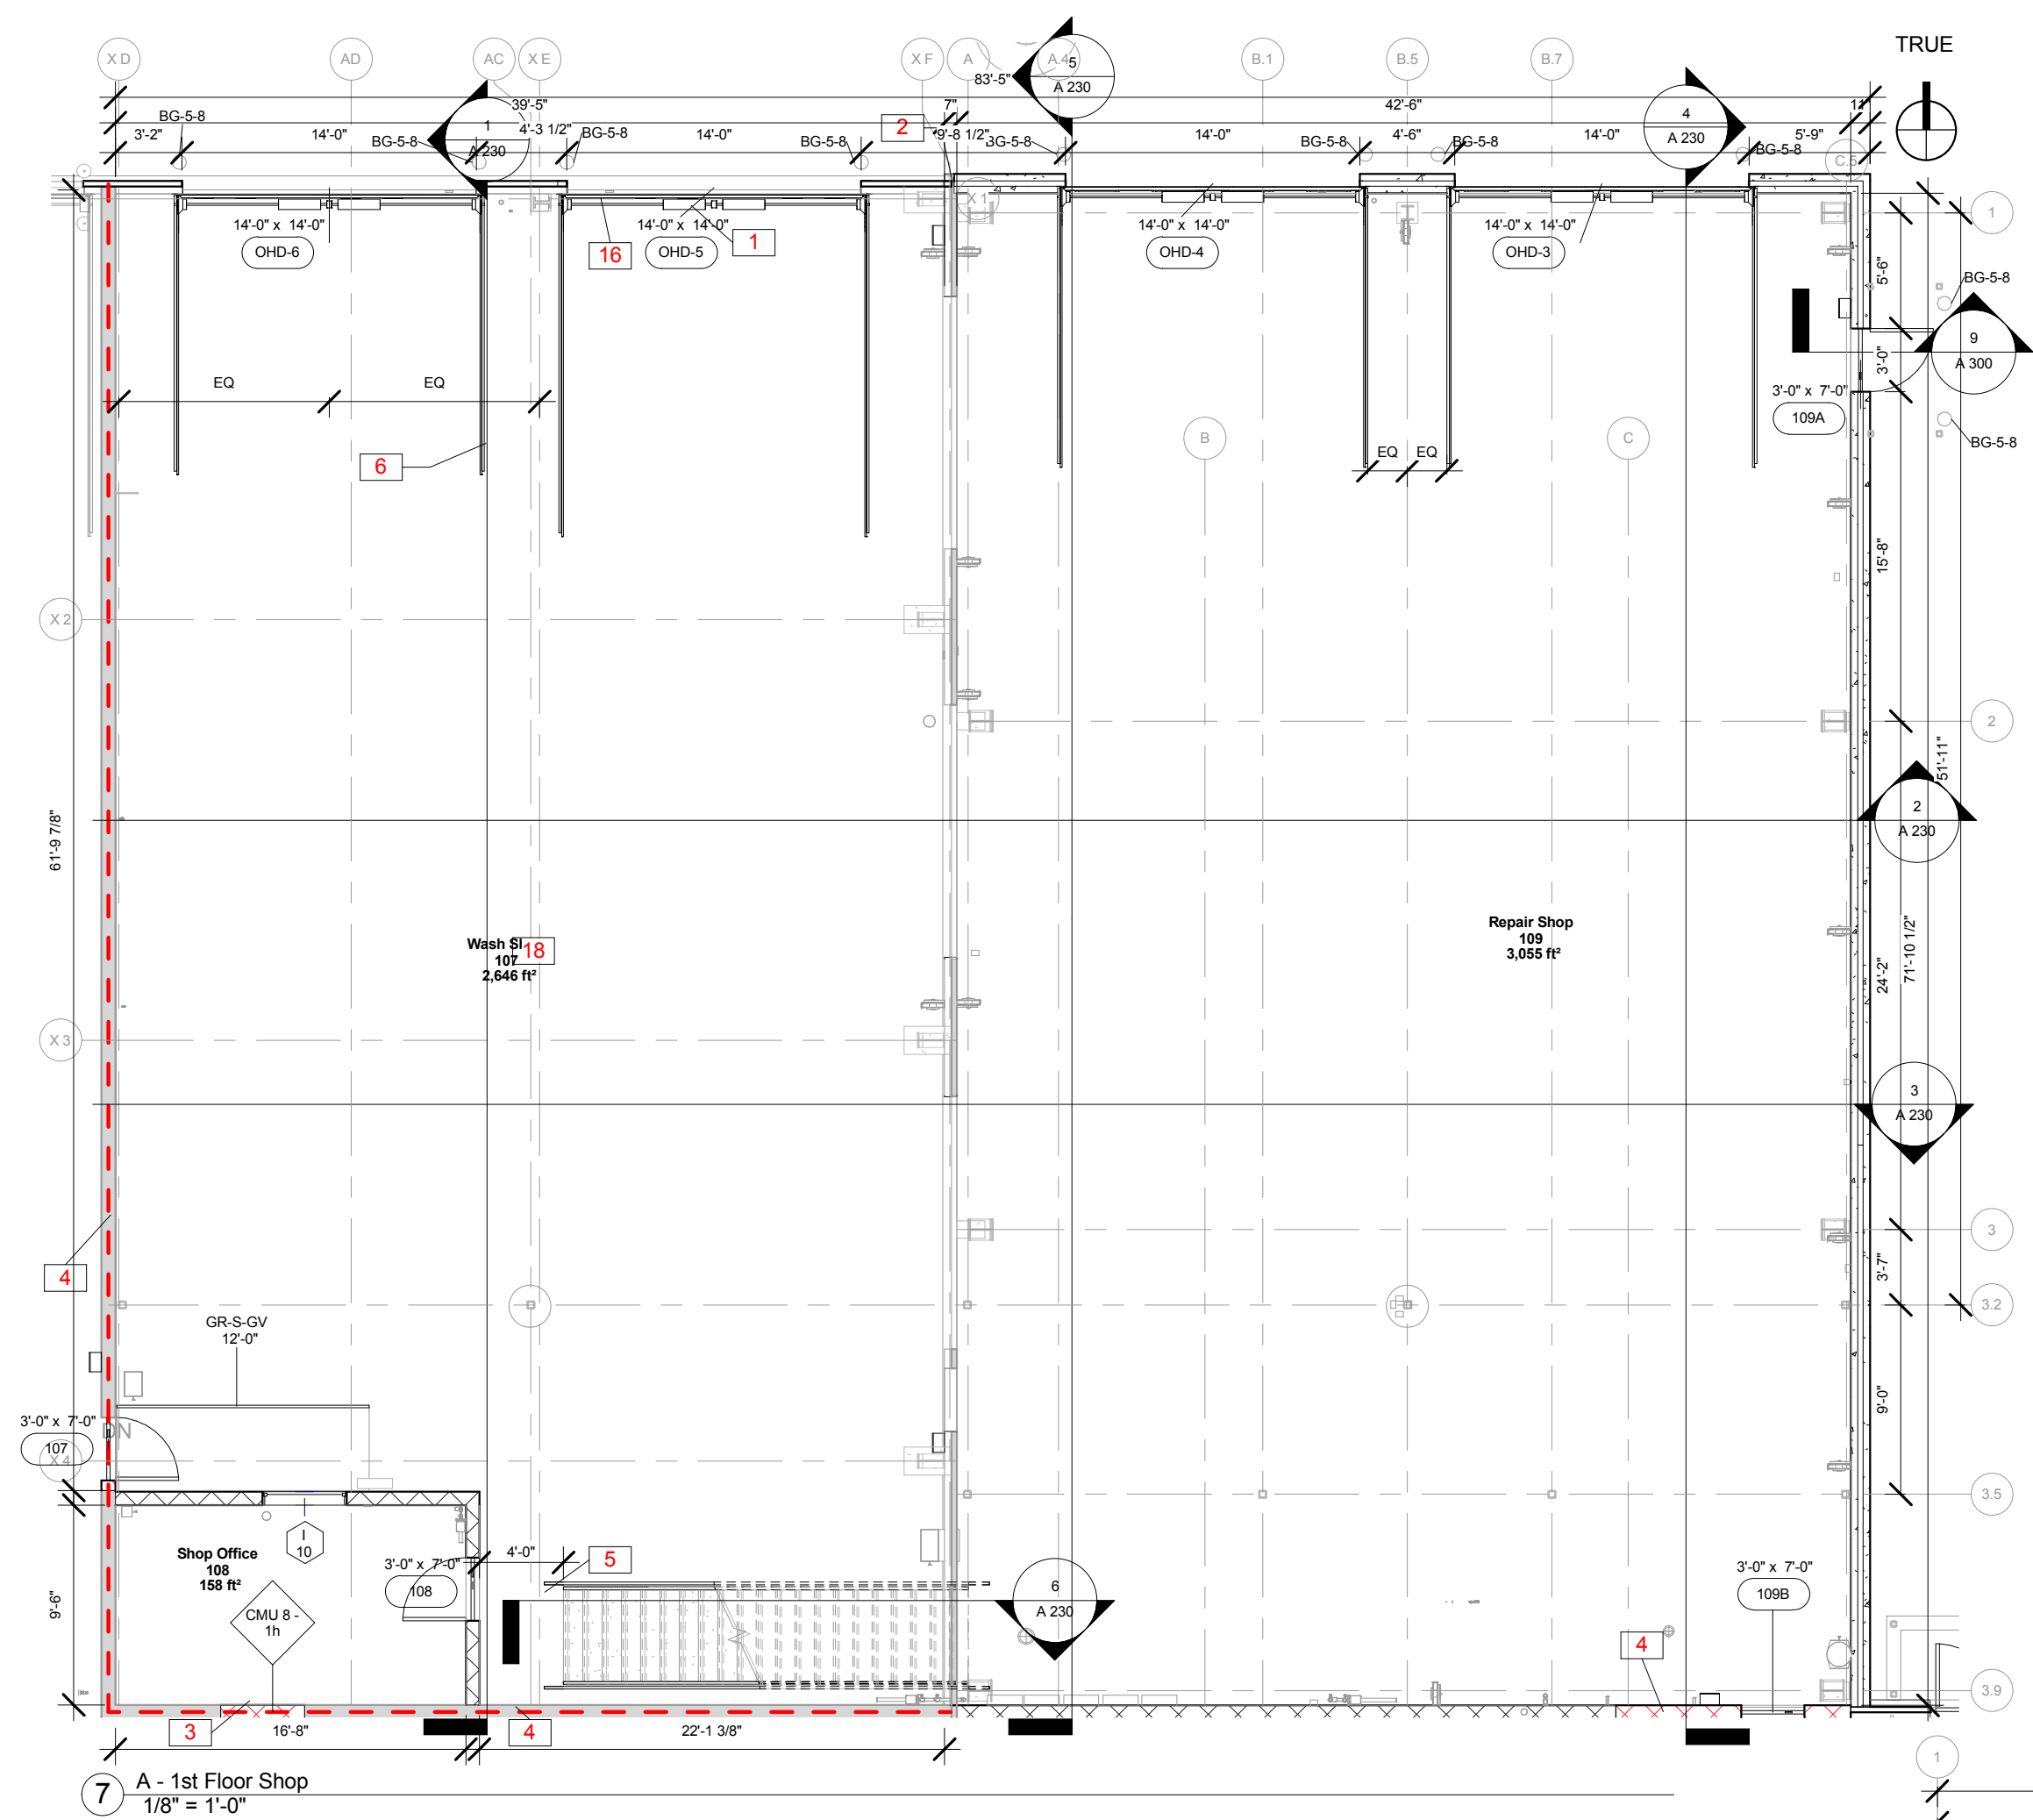 TRUE
X D
AD
AC
X E
X F
A
A.4
B.1
B.5
B.7
5
A 230
83'-5"
39'-5"
7"
42'-6"
1
A 230
4
A 230
2
3'-2"
BG-5-8
14'-0"
BG-5-8
4'-3 1/2"
BG-5-8
14'-0"
BG-5-8
9'-8 1/2"
14'-0"
BG-5-8
4'-6"
BG-5-8
14'-0"
BG-5-8
5'-9"
C.5
X 1
1
14'-0" x 14'-0"
OHD-6
16
14'-0" x 14'-0"
OHD-5
1
14'-0" x 14'-0"
OHD-4
14'-0" x 14'-0"
OHD-3
5'-6"
BG-5-8
9
A 300
3'-0"
3'-0" x 7'-0"
109A
BG-5-8
EQ
EQ
6
B
EQ
EQ
C
15'-8"
X 2
2
51'-11"
61'-9 7/8"
2
A 230
Repair Shop
109
3,055 ft²
18
107
2,646 ft²
24'-2"
71'-10 1/2"
X 3
3
A 230
4
3
3'-7"
3.2
GR-S-GV
12'-0"
9'-0"
3'-0" x 7'-0"
DN
107
X 4
3.5
I
10
Shop Office
108
158 ft²
9'-6"
CMU 8 -
1h
3'-0" x 7'-0"
108
4'-0"
5
6
A 230
3'-0" x 7'-0"
109B
4
3.9
3
16'-8"
4
22'-1 3/8"
1
7
A - 1st Floor Shop
1/8" = 1'-0"